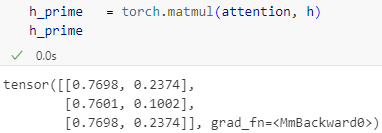 h_prime   = torch.matmul(attention, h)
h_prime
✓ 0.0s
tensor([[0.7698, 0.2374],
        [0.7601, 0.1002],
        [0.7698, 0.2374]], grad_fn=<MmBackward0>)